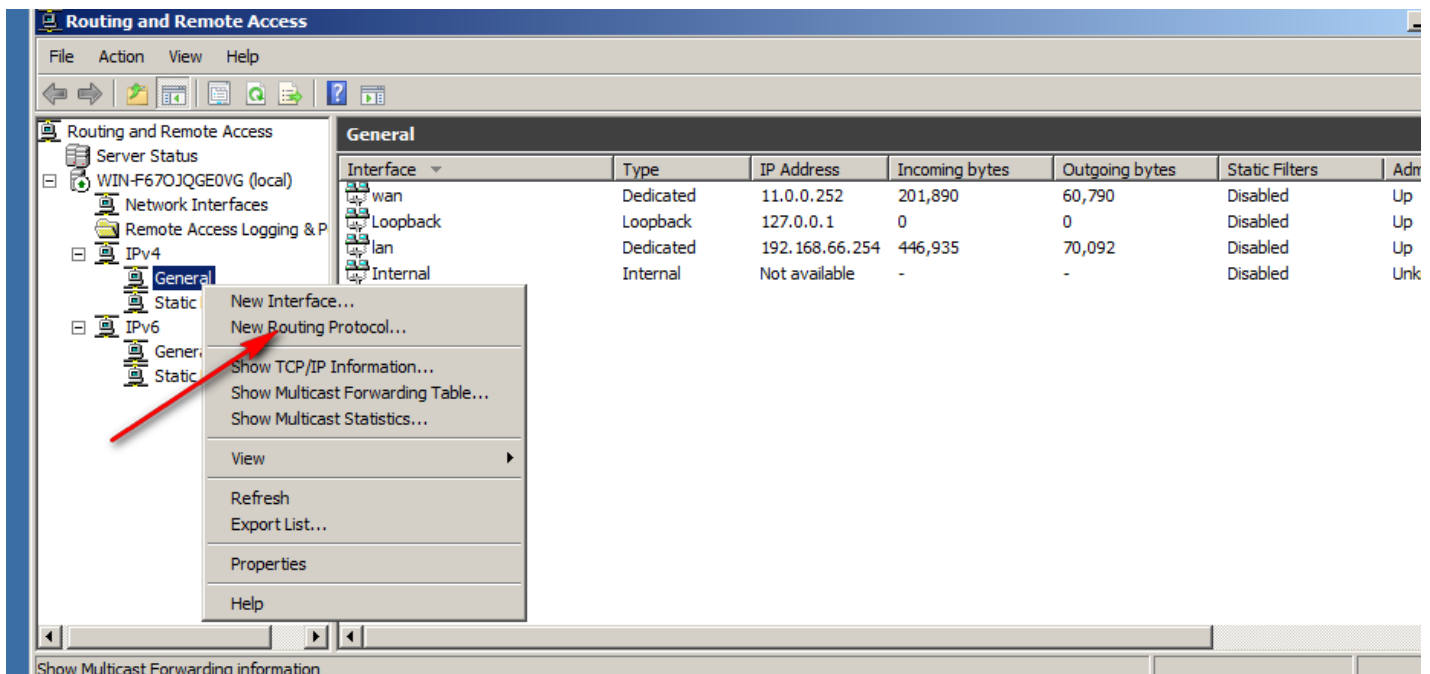 Routing and Remote Access
File Action View Help
Routing and Remote Access
Server Status
WIN-F67OJQGE0VG (local)
Network Interfaces
Remote Access Logging & P
IPv4
General
Static
IPv6
Gener
Static
General
Interface Type IP Address Incoming bytes Outgoing bytes Static Filters Adm
wan Dedicated 11.0.0.252 201,890 60,790 Disabled Up
Loopback Loopback 127.0.0.1 0 0 Disabled Up
lan Dedicated 192.168.66.254 446,935 70,092 Disabled Up
Internal Internal Not available - - Disabled Unk
New Interface...
New Routing Protocol...
Show TCP/IP Information...
Show Multicast Forwarding Table...
Show Multicast Statistics...
View
Refresh
Export List...
Properties
Help
Show Multicast Forwarding information